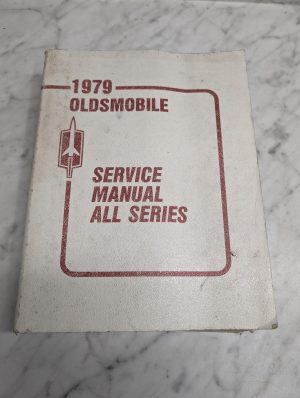 1979
OLDSMOBILE
SERVICE
MANUAL
ALL SERIES